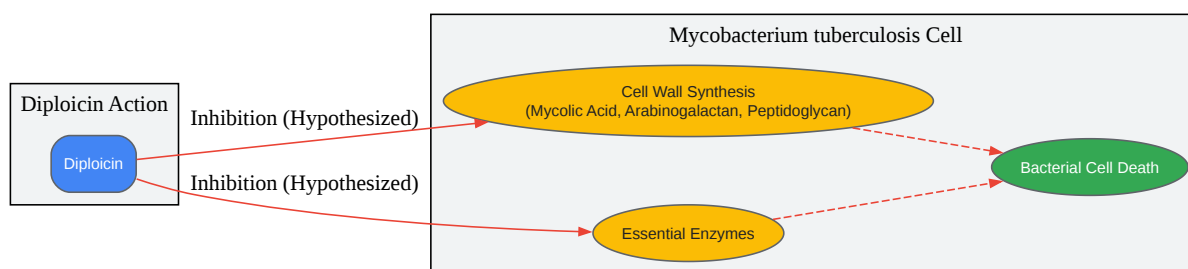 Mycobacterium tuberculosis Cell
Diploicin Action
Diploicin
Inhibition (Hypothesized)
Inhibition (Hypothesized)
Cell Wall Synthesis
(Mycolic Acid, Arabinogalactan, Peptidoglycan)
Essential Enzymes
Bacterial Cell Death